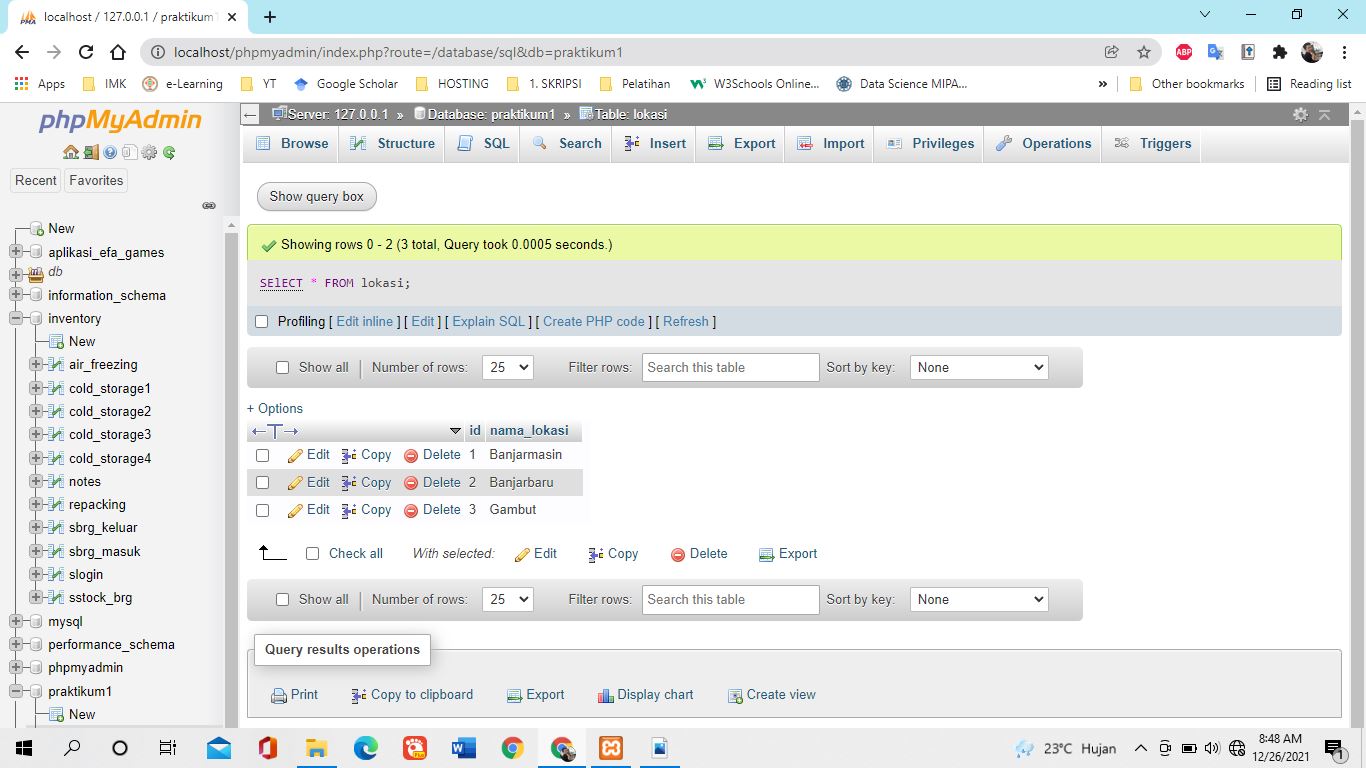 localhost / 127.0.0.1 / praktikum1
localhost/phpmyadmin/index.php?route=/database/sql&db=praktikum1
ABP
Apps IMK e-Learning YT Google Scholar HOSTING 1. SKRIPSI Pelatihan W3Schools Online... Data Science MIPA... » Other bookmarks Reading list
phpMyAdmin
Recent Favorites
New
aplikasi_efa_games
db
information_schema
inventory
New
air_freezing
cold_storage1
cold_storage2
cold_storage3
cold_storage4
notes
repacking
sbrg_keluar
sbrg_masuk
slogin
sstock_brg
mysql
performance_schema
phpmyadmin
praktikum1
New
Server: 127.0.0.1 » Database: praktikum1 » Table: lokasi
Browse Structure SQL Search Insert Export Import Privileges Operations Triggers
Show query box
Showing rows 0 - 2 (3 total, Query took 0.0005 seconds.)
SElECT * FROM lokasi;
Profiling [ Edit inline ] [ Edit ] [ Explain SQL ] [ Create PHP code ] [ Refresh ]
Show all Number of rows: 25 Filter rows: Search this table Sort by key: None
+ Options
id nama_lokasi
Edit Copy Delete 1 Banjarmasin
Edit Copy Delete 2 Banjarbaru
Edit Copy Delete 3 Gambut
Check all With selected: Edit Copy Delete Export
Show all Number of rows: 25 Filter rows: Search this table Sort by key: None
Query results operations
Print Copy to clipboard Export Display chart Create view
23°C Hujan
8:48 AM
12/26/2021
1